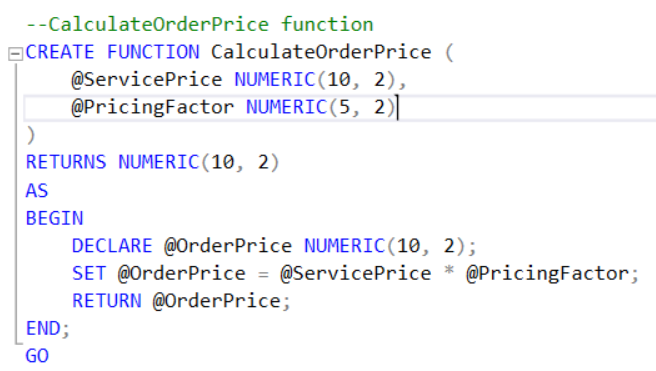 --CalculateOrderPrice function
CREATE FUNCTION CalculateOrderPrice (
    @ServicePrice NUMERIC(10, 2),
    @PricingFactor NUMERIC(5, 2)
)
RETURNS NUMERIC(10, 2)
AS
BEGIN
    DECLARE @OrderPrice NUMERIC(10, 2);
    SET @OrderPrice = @ServicePrice * @PricingFactor;
    RETURN @OrderPrice;
END;
GO